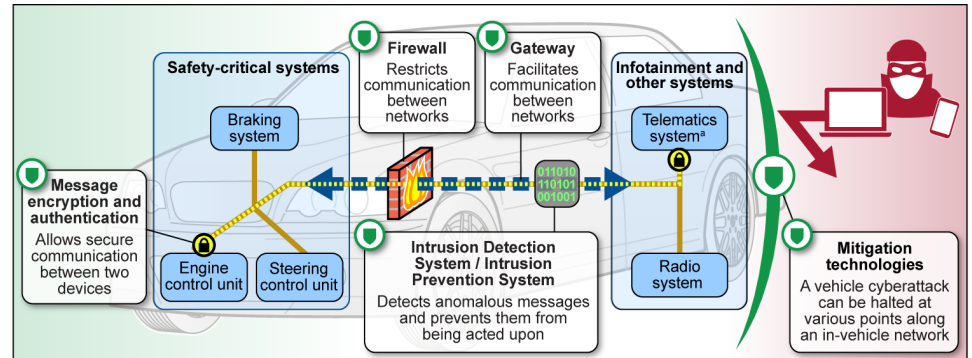 Safety-critical systems
Braking
system
Engine
control unit
Steering
control unit
Message
encryption and
authentication
Allows secure
communication
between two
devices
Firewall
Restricts
communication
between
networks
Gateway
Facilitates
communication
between
networks
011010
110101
001001
Intrusion Detection
System / Intrusion
Prevention System
Detects anomalous messages
and prevents them from
being acted upon
Infotainment and
other systems
Telematics
systemᵃ
Radio
system
Mitigation
technologies
A vehicle cyberattack
can be halted at
various points along
an in-vehicle network